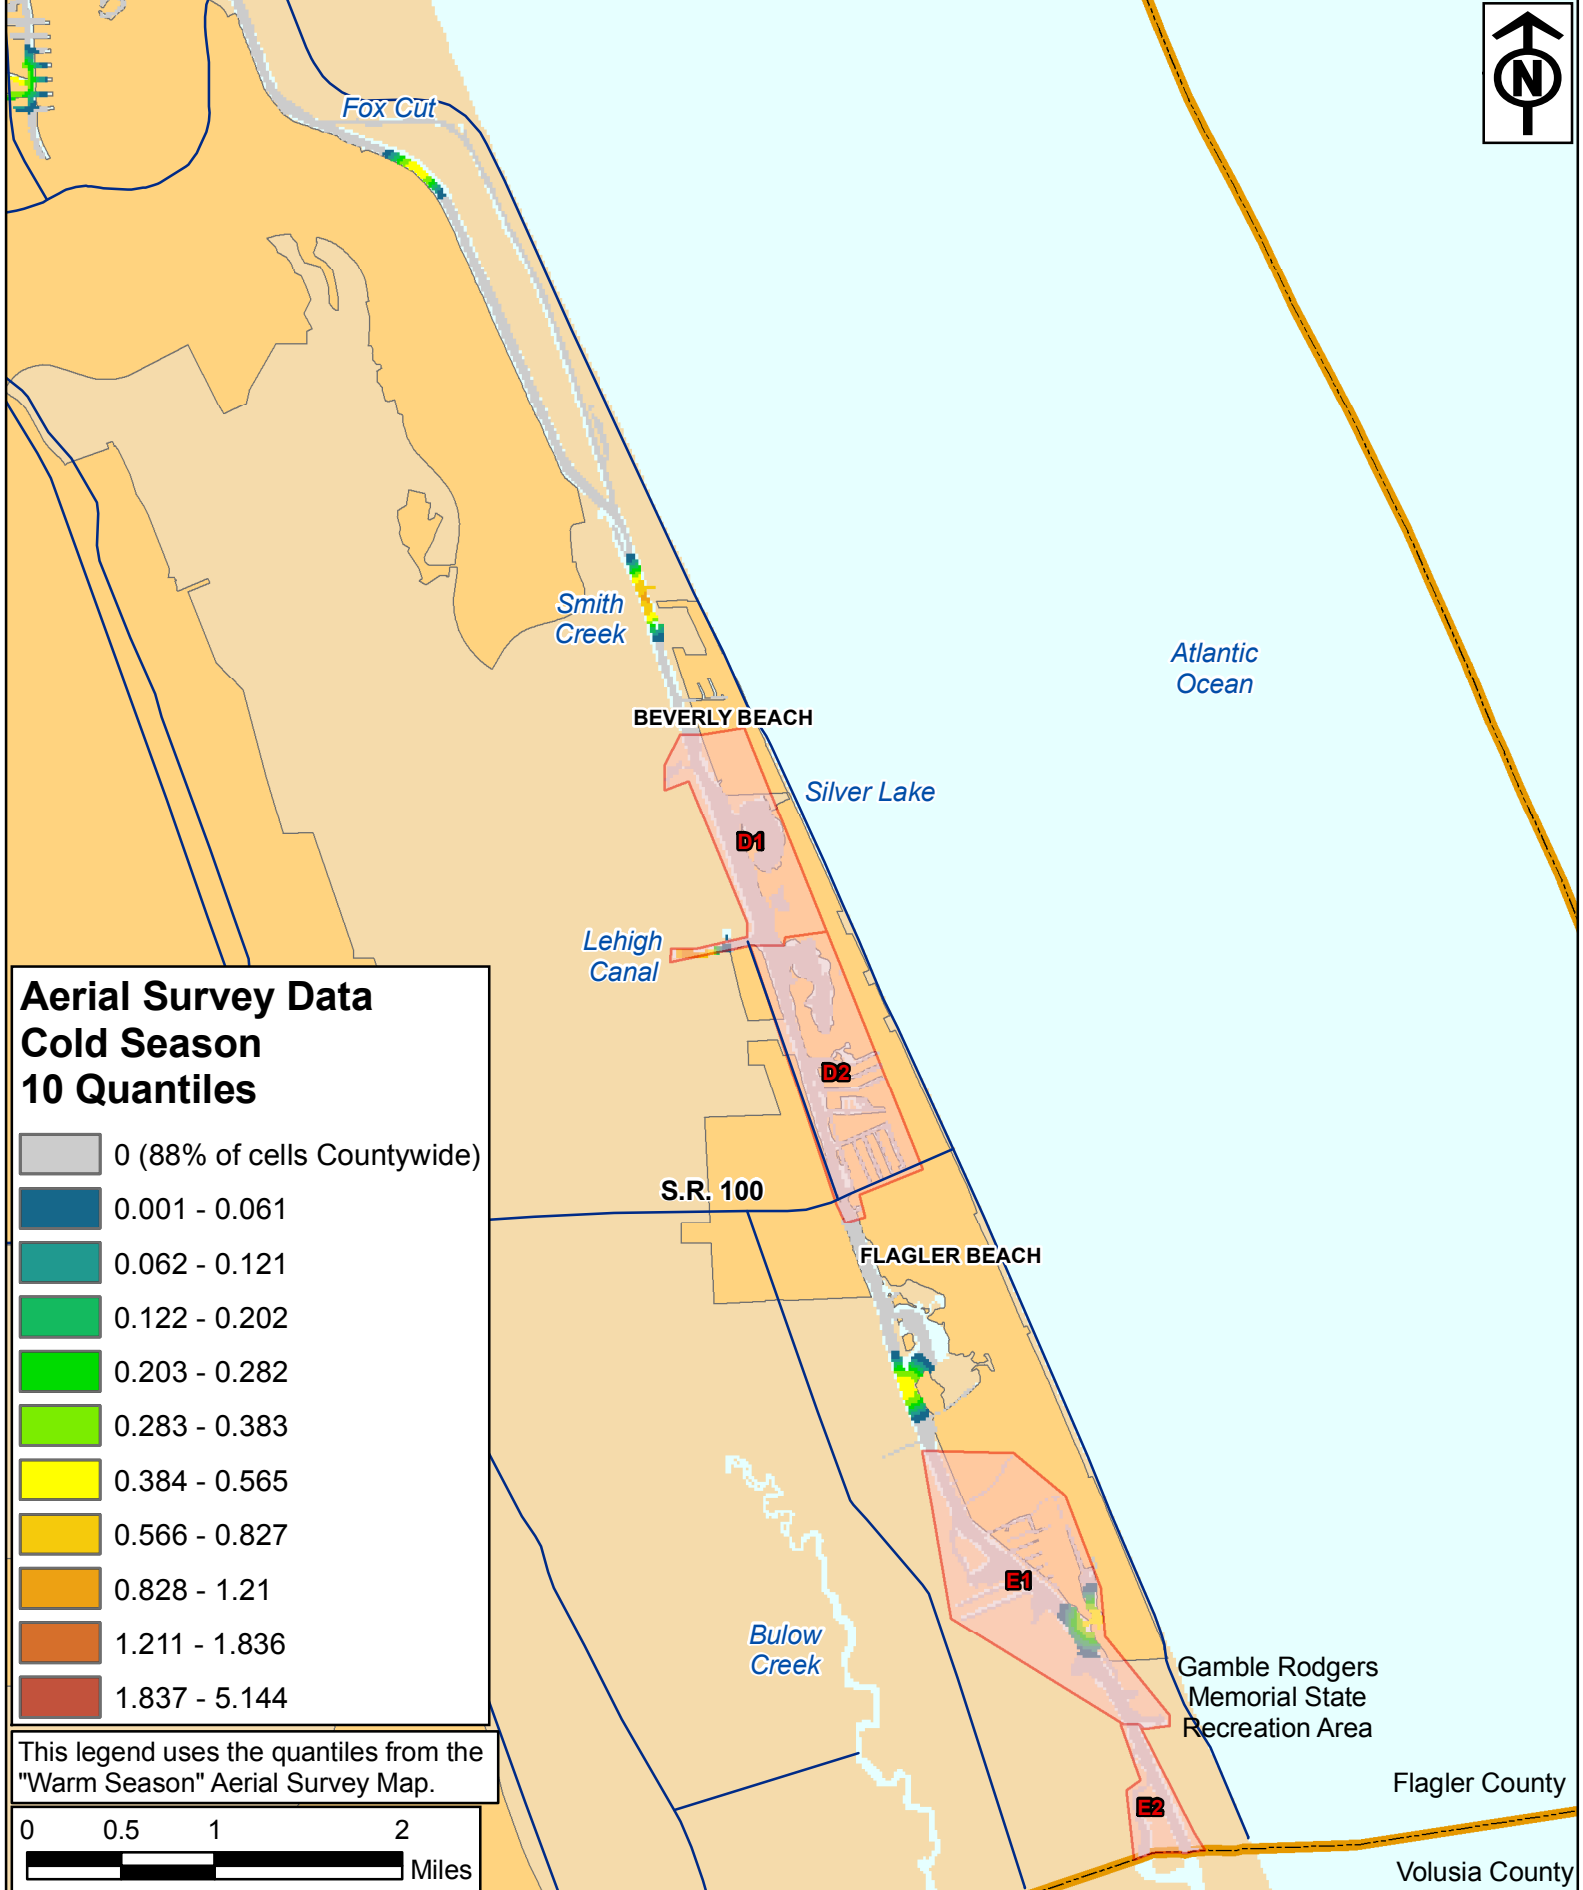 N
Fox Cut
Smith
Creek
Atlantic
Ocean
BEVERLY BEACH
Silver Lake
D1
Lehigh
Canal
D2
S.R. 100
FLAGLER BEACH
E1
Bulow
Creek
Gamble Rodgers
Memorial State
Recreation Area
E2
Flagler County
Volusia County
Aerial Survey Data
Cold Season
10 Quantiles
0 (88% of cells Countywide)
0.001 - 0.061
0.062 - 0.121
0.122 - 0.202
0.203 - 0.282
0.283 - 0.383
0.384 - 0.565
0.566 - 0.827
0.828 - 1.21
1.211 - 1.836
1.837 - 5.144
This legend uses the quantiles from the
"Warm Season" Aerial Survey Map.
0 0.5 1 2
Miles